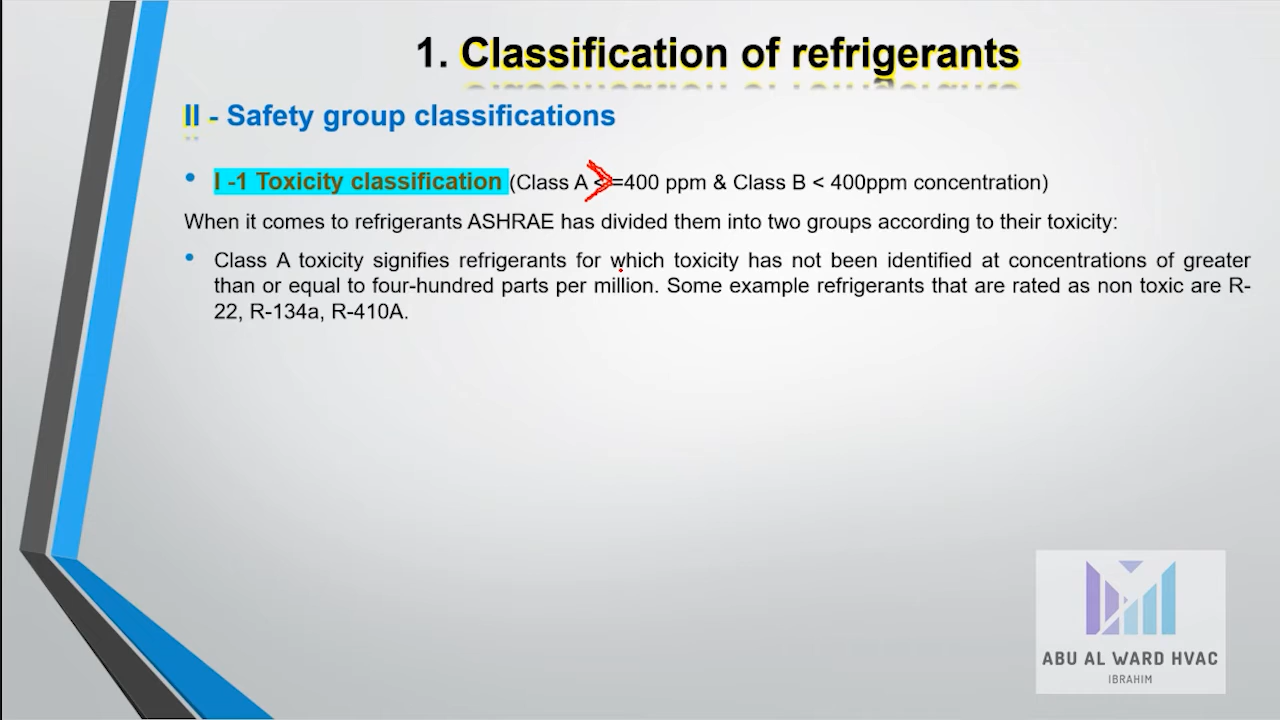 1. Classification of refrigerants
II - Safety group classifications
• I -1 Toxicity classification (Class A >=400 ppm & Class B < 400ppm concentration)
When it comes to refrigerants ASHRAE has divided them into two groups according to their toxicity:
• Class A toxicity signifies refrigerants for which toxicity has not been identified at concentrations of greater
than or equal to four-hundred parts per million. Some example refrigerants that are rated as non toxic are R-
22, R-134a, R-410A.
ABU AL WARD HVAC
IBRAHIM